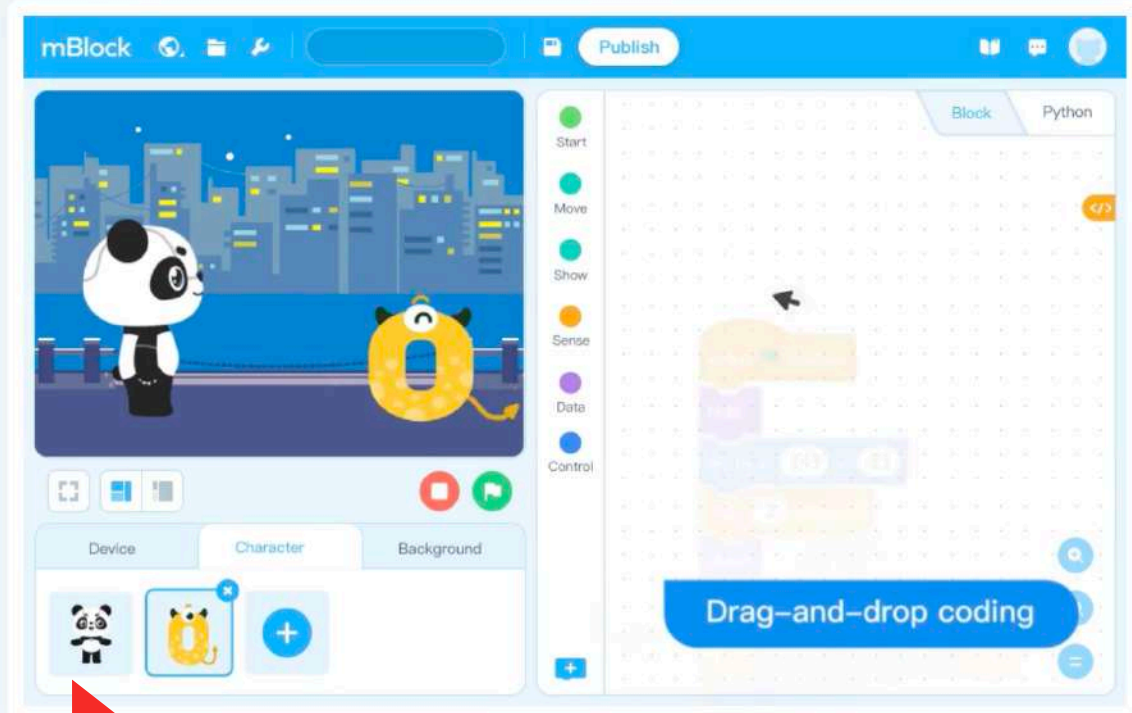 mBlock
Publish
Block
Python
Start
Move
Show
Sense
Data
Control
Device
Character
Background
Drag-and-drop coding